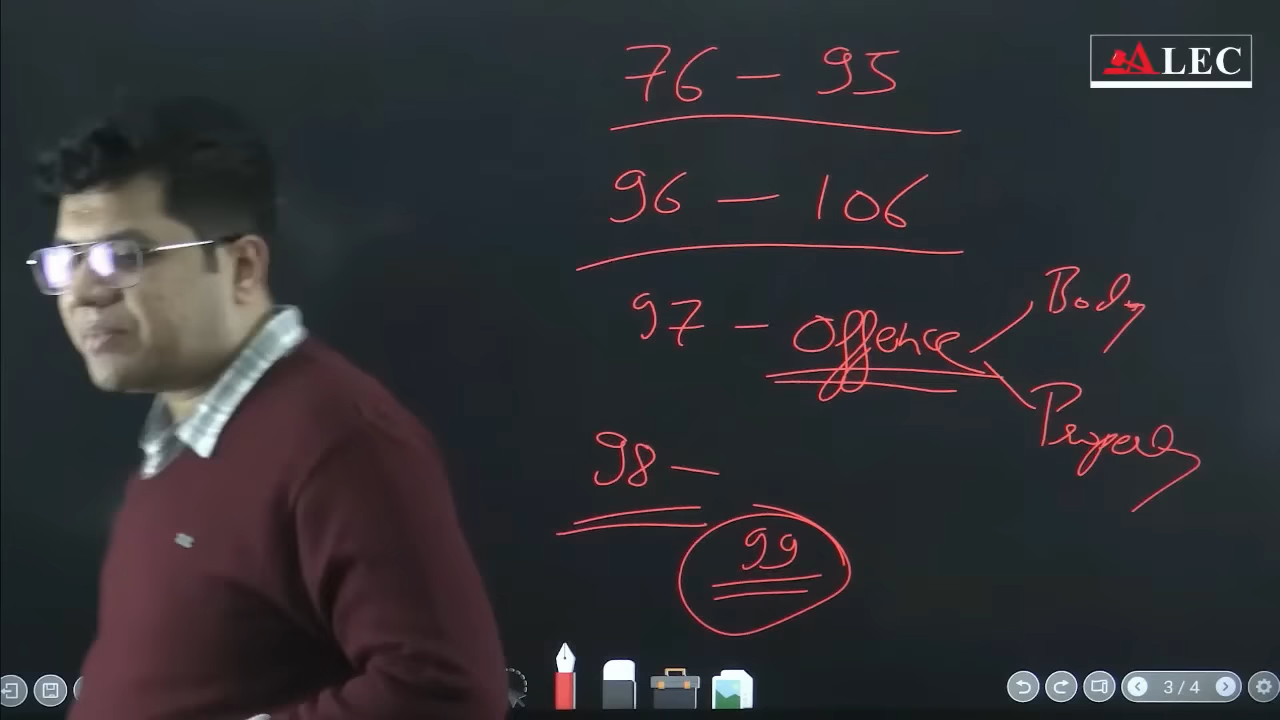 ALEC
76 - 95
96 - 106
97 - Offence
Body
Property
98 -
99
3 / 4